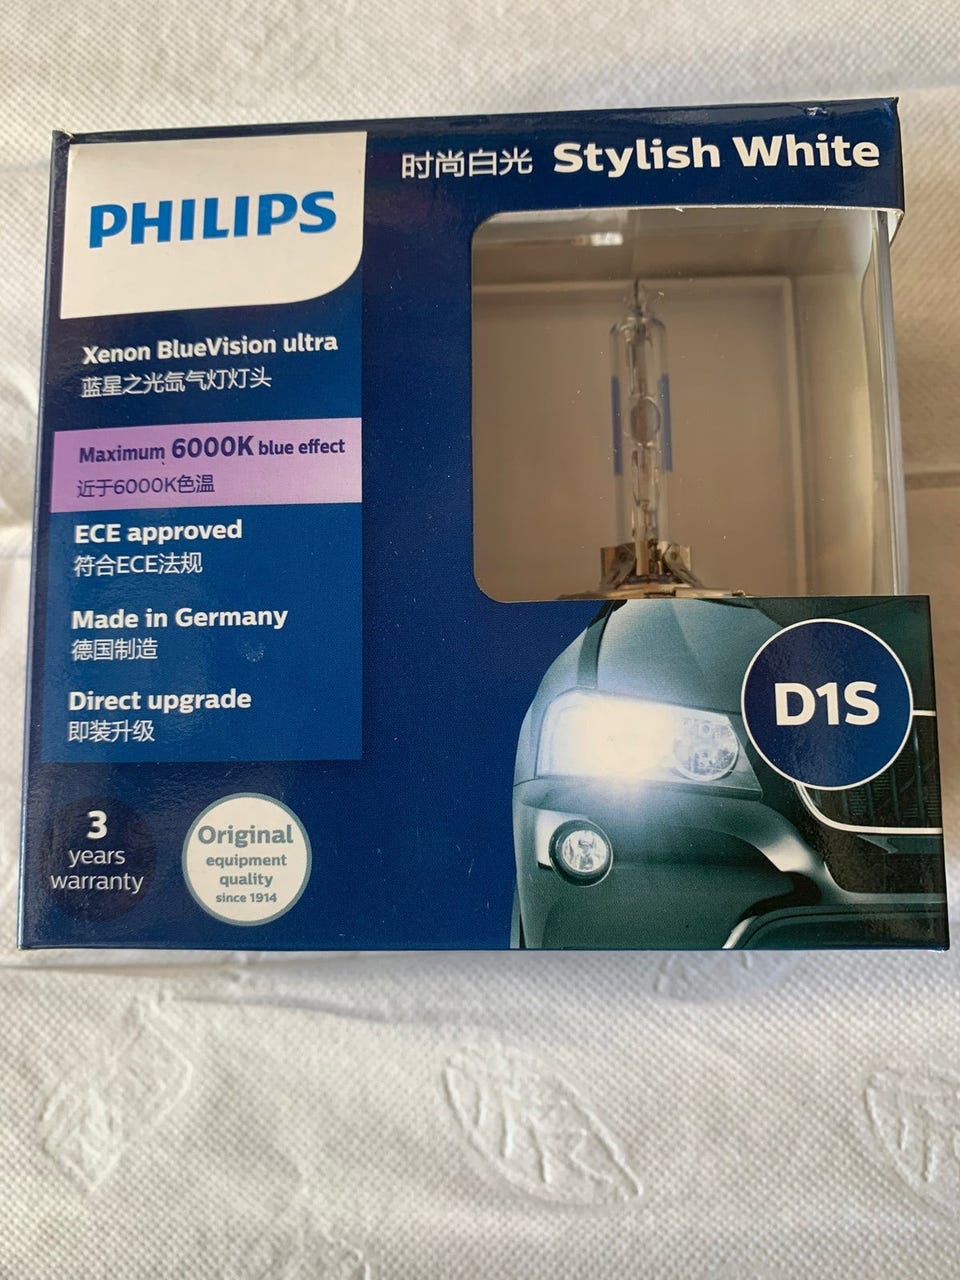 时尚白光 Stylish White
PHILIPS
Xenon BlueVision ultra
蓝星之光氙气灯灯头
Maximum 6000K blue effect
近于6000K色温
ECE approved
符合ECE法规
Made in Germany
德国制造
Direct upgrade
即装升级
D1S
3
years
warranty
Original
equipment
quality
since 1914